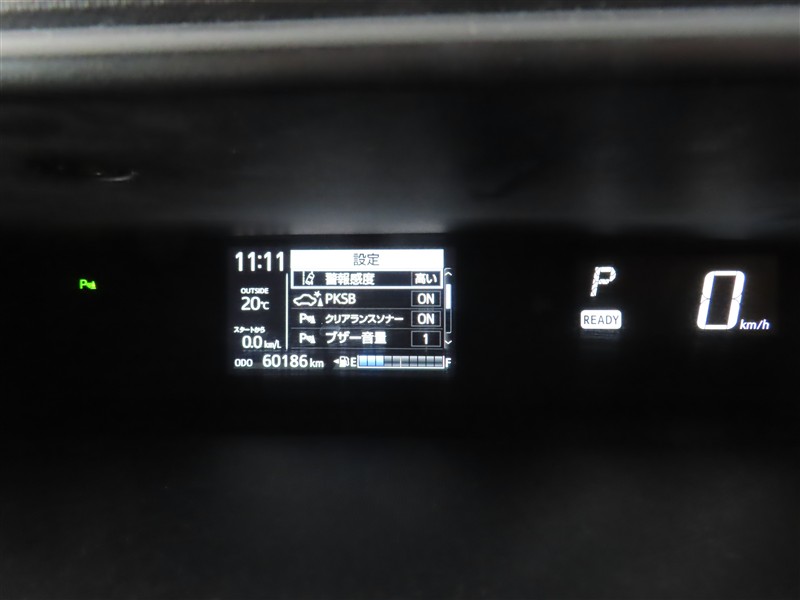 11:11
設定
警報感度 高い
OUTSIDE
20℃
PKSB ON
クリアランスソナー ON
スタートから
0.0km/L
ブザー音量 1
ODO 60186km
E F
P
READY
0km/h